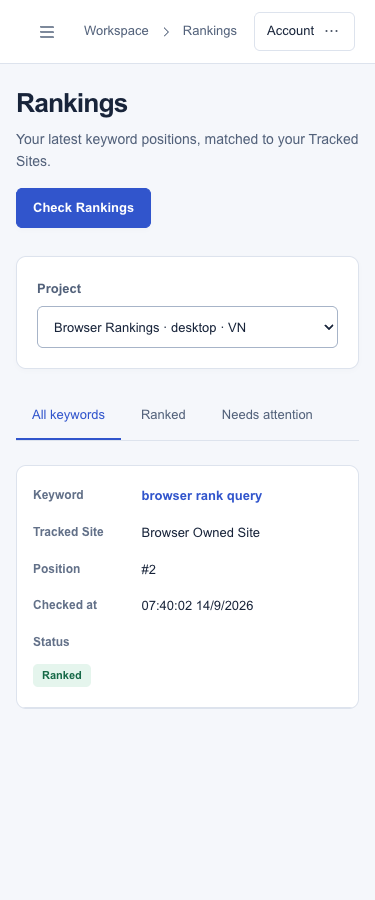 Workspace > Rankings Account ···
Rankings
Your latest keyword positions, matched to your Tracked
Sites.
Check Rankings
Project
Browser Rankings · desktop · VN
All keywords Ranked Needs attention
Keyword browser rank query
Tracked Site Browser Owned Site
Position #2
Checked at 07:40:02 14/9/2026
Status
Ranked